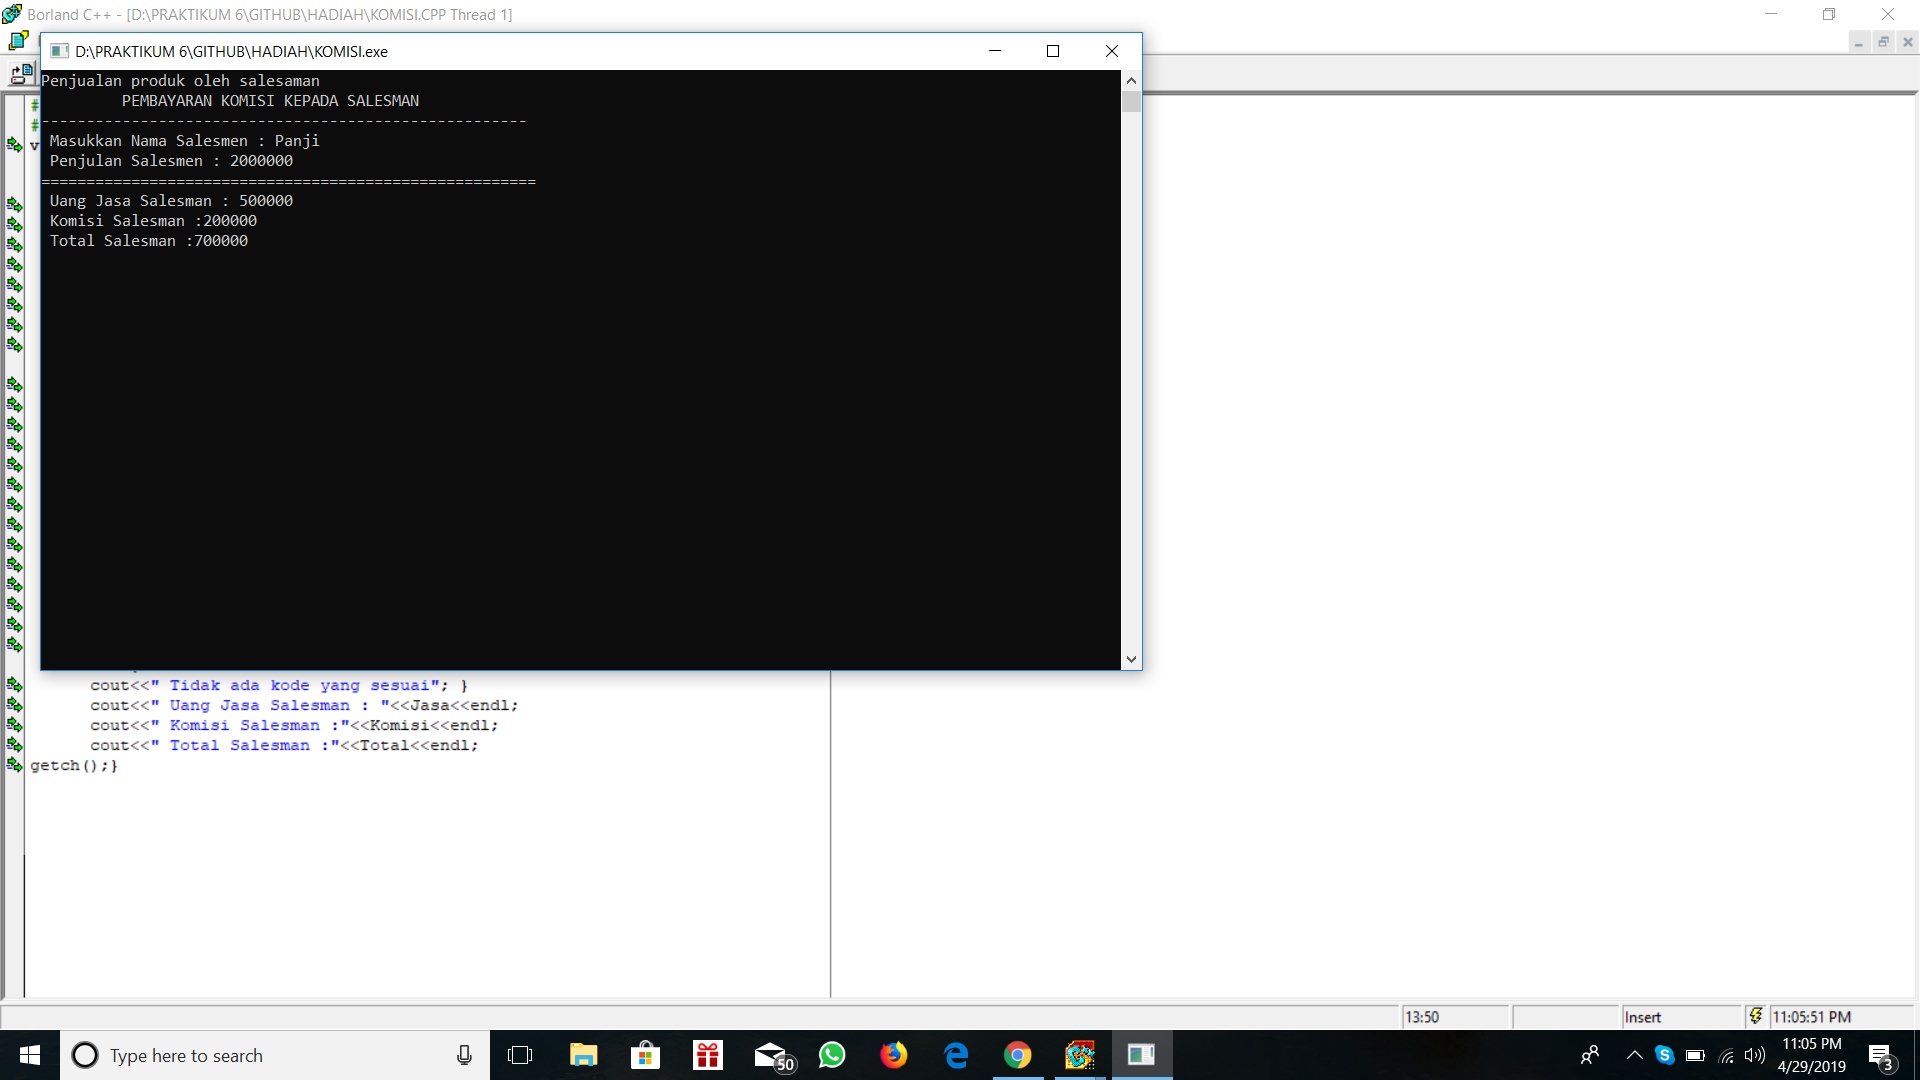 Borland C++ - [D:\PRAKTIKUM 6\GITHUB\HADIAH\KOMISI.CPP Thread 1]
D:\PRAKTIKUM 6\GITHUB\HADIAH\KOMISI.exe
Penjualan produk oleh salesaman
PEMBAYARAN KOMISI KEPADA SALESMAN
------------------------------------------------------
Masukkan Nama Salesmen : Panji
Penjulan Salesmen : 2000000
=======================================================
Uang Jasa Salesman : 500000
Komisi Salesman :200000
Total Salesman :700000
#
#
v
cout<<" Tidak ada kode yang sesuai"; }
cout<<" Uang Jasa Salesman : "<<Jasa<<endl;
cout<<" Komisi Salesman :"<<Komisi<<endl;
cout<<" Total Salesman :"<<Total<<endl;
getch();}
13:50 Insert 11:05:51 PM
Type here to search
50
11:05 PM
4/29/2019
3